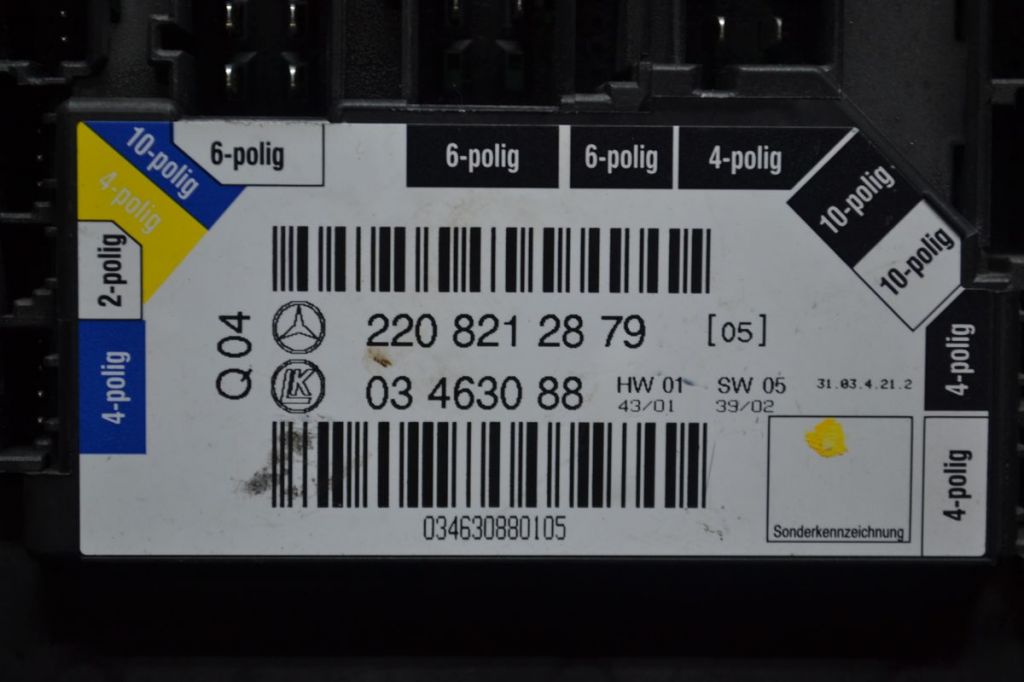 10-polig
6-polig
6-polig
6-polig
4-polig
10-polig
10-polig
4-polig
2-polig
4-polig
Q 04
220 821 28 79 [05]
LK 03 4630 88 HW 01 SW 05 31.03.4.21.2
43/01 39/02
034630880105
4-polig
4-polig
Sonderkennzeichnung